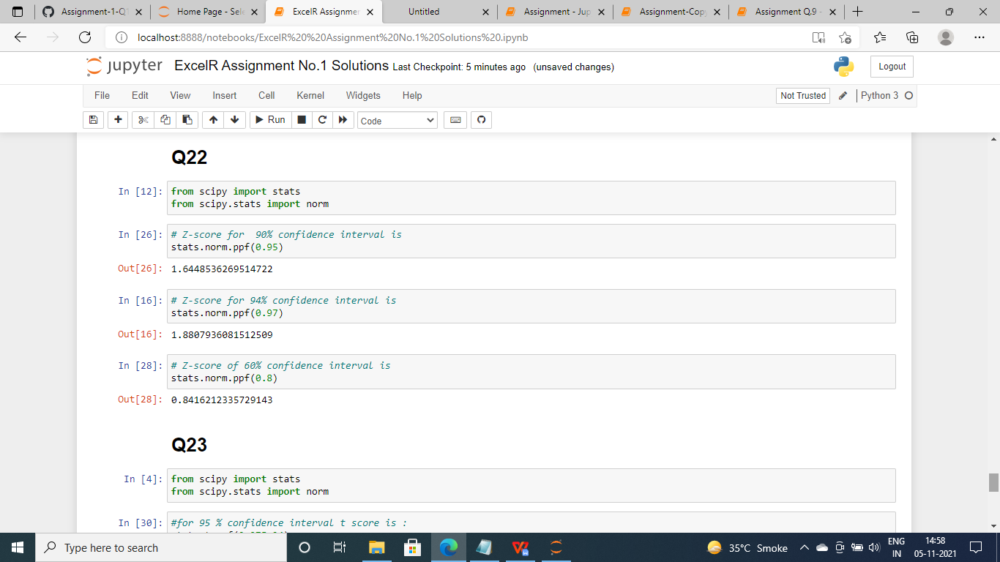 Assignment-1-Q1
Home Page - Sele
ExcelR Assignmen
Untitled
Assignment - Jup
Assignment-Copy
Assignment Q.9 -
localhost:8888/notebooks/ExcelR%20%20Assignment%20No.1%20Solutions%20.ipynb
jupyter ExcelR Assignment No.1 Solutions Last Checkpoint: 5 minutes ago (unsaved changes)
Logout
File Edit View Insert Cell Kernel Widgets Help
Not Trusted Python 3
Run Code
Q22
In [12]: from scipy import stats
from scipy.stats import norm
In [26]: # Z-score for  90% confidence interval is
stats.norm.ppf(0.95)
Out[26]: 1.6448536269514722
In [16]: # Z-score for 94% confidence interval is
stats.norm.ppf(0.97)
Out[16]: 1.8807936081512509
In [28]: # Z-score of 60% confidence interval is
stats.norm.ppf(0.8)
Out[28]: 0.8416212335729143
Q23
In [4]: from scipy import stats
from scipy.stats import norm
In [30]: #for 95 % confidence interval t score is :
Type here to search
35°C Smoke
ENG
IN
14:58
05-11-2021